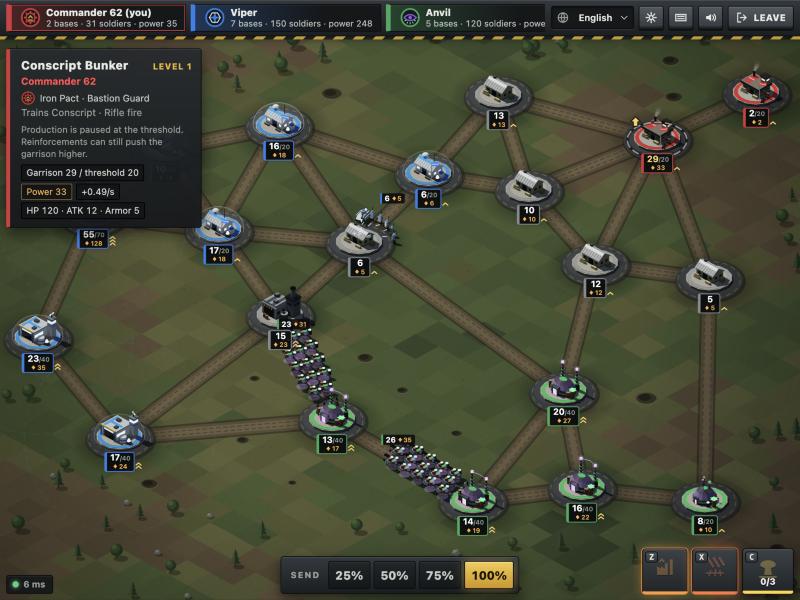 Commander 62 (you)
2 bases · 31 soldiers · power 35
Viper
7 bases · 150 soldiers · power 248
Anvil
5 bases · 120 soldiers · powe
English
LEAVE
Conscript Bunker
LEVEL 1
Commander 62
Iron Pact · Bastion Guard
Trains Conscript · Rifle fire
Production is paused at the threshold.
Reinforcements can still push the
garrison higher.
Garrison 29 / threshold 20
Power 33
+0.49/s
HP 120 · ATK 12 · Armor 5
13
13
2/20
2
16/20
18
29/20
33
6 5
6/20
6
10
10
55/70
128
17/20
18
6
5
12
12
5
5
23 31
15
23
23/40
35
20/40
27
13/40
17
26 35
17/40
24
14/40
19
16/40
22
8/20
10
6 ms
SEND
25%
50%
75%
100%
Z
X
C
0/3